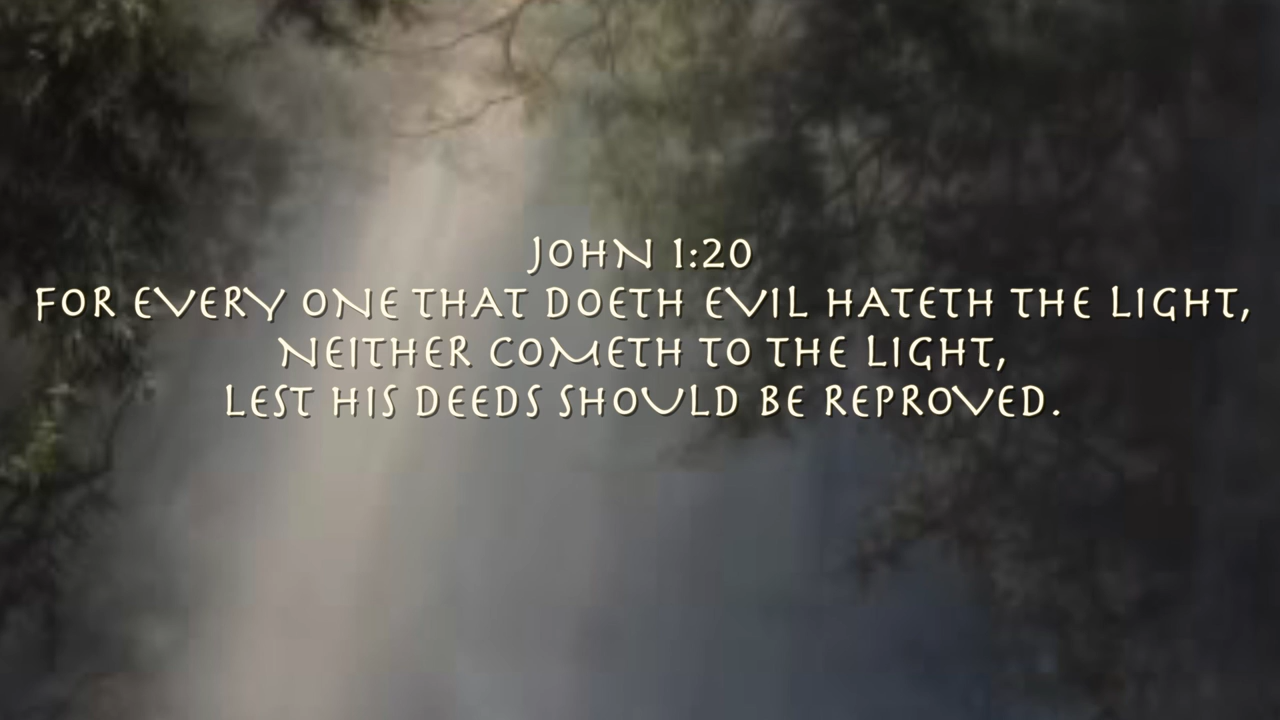 JOHN 1:20
FOR EVERY ONE THAT DOETH EVIL HATETH THE LIGHT,
NEITHER COMETH TO THE LIGHT,
LEST HIS DEEDS SHOULD BE REPROVED.